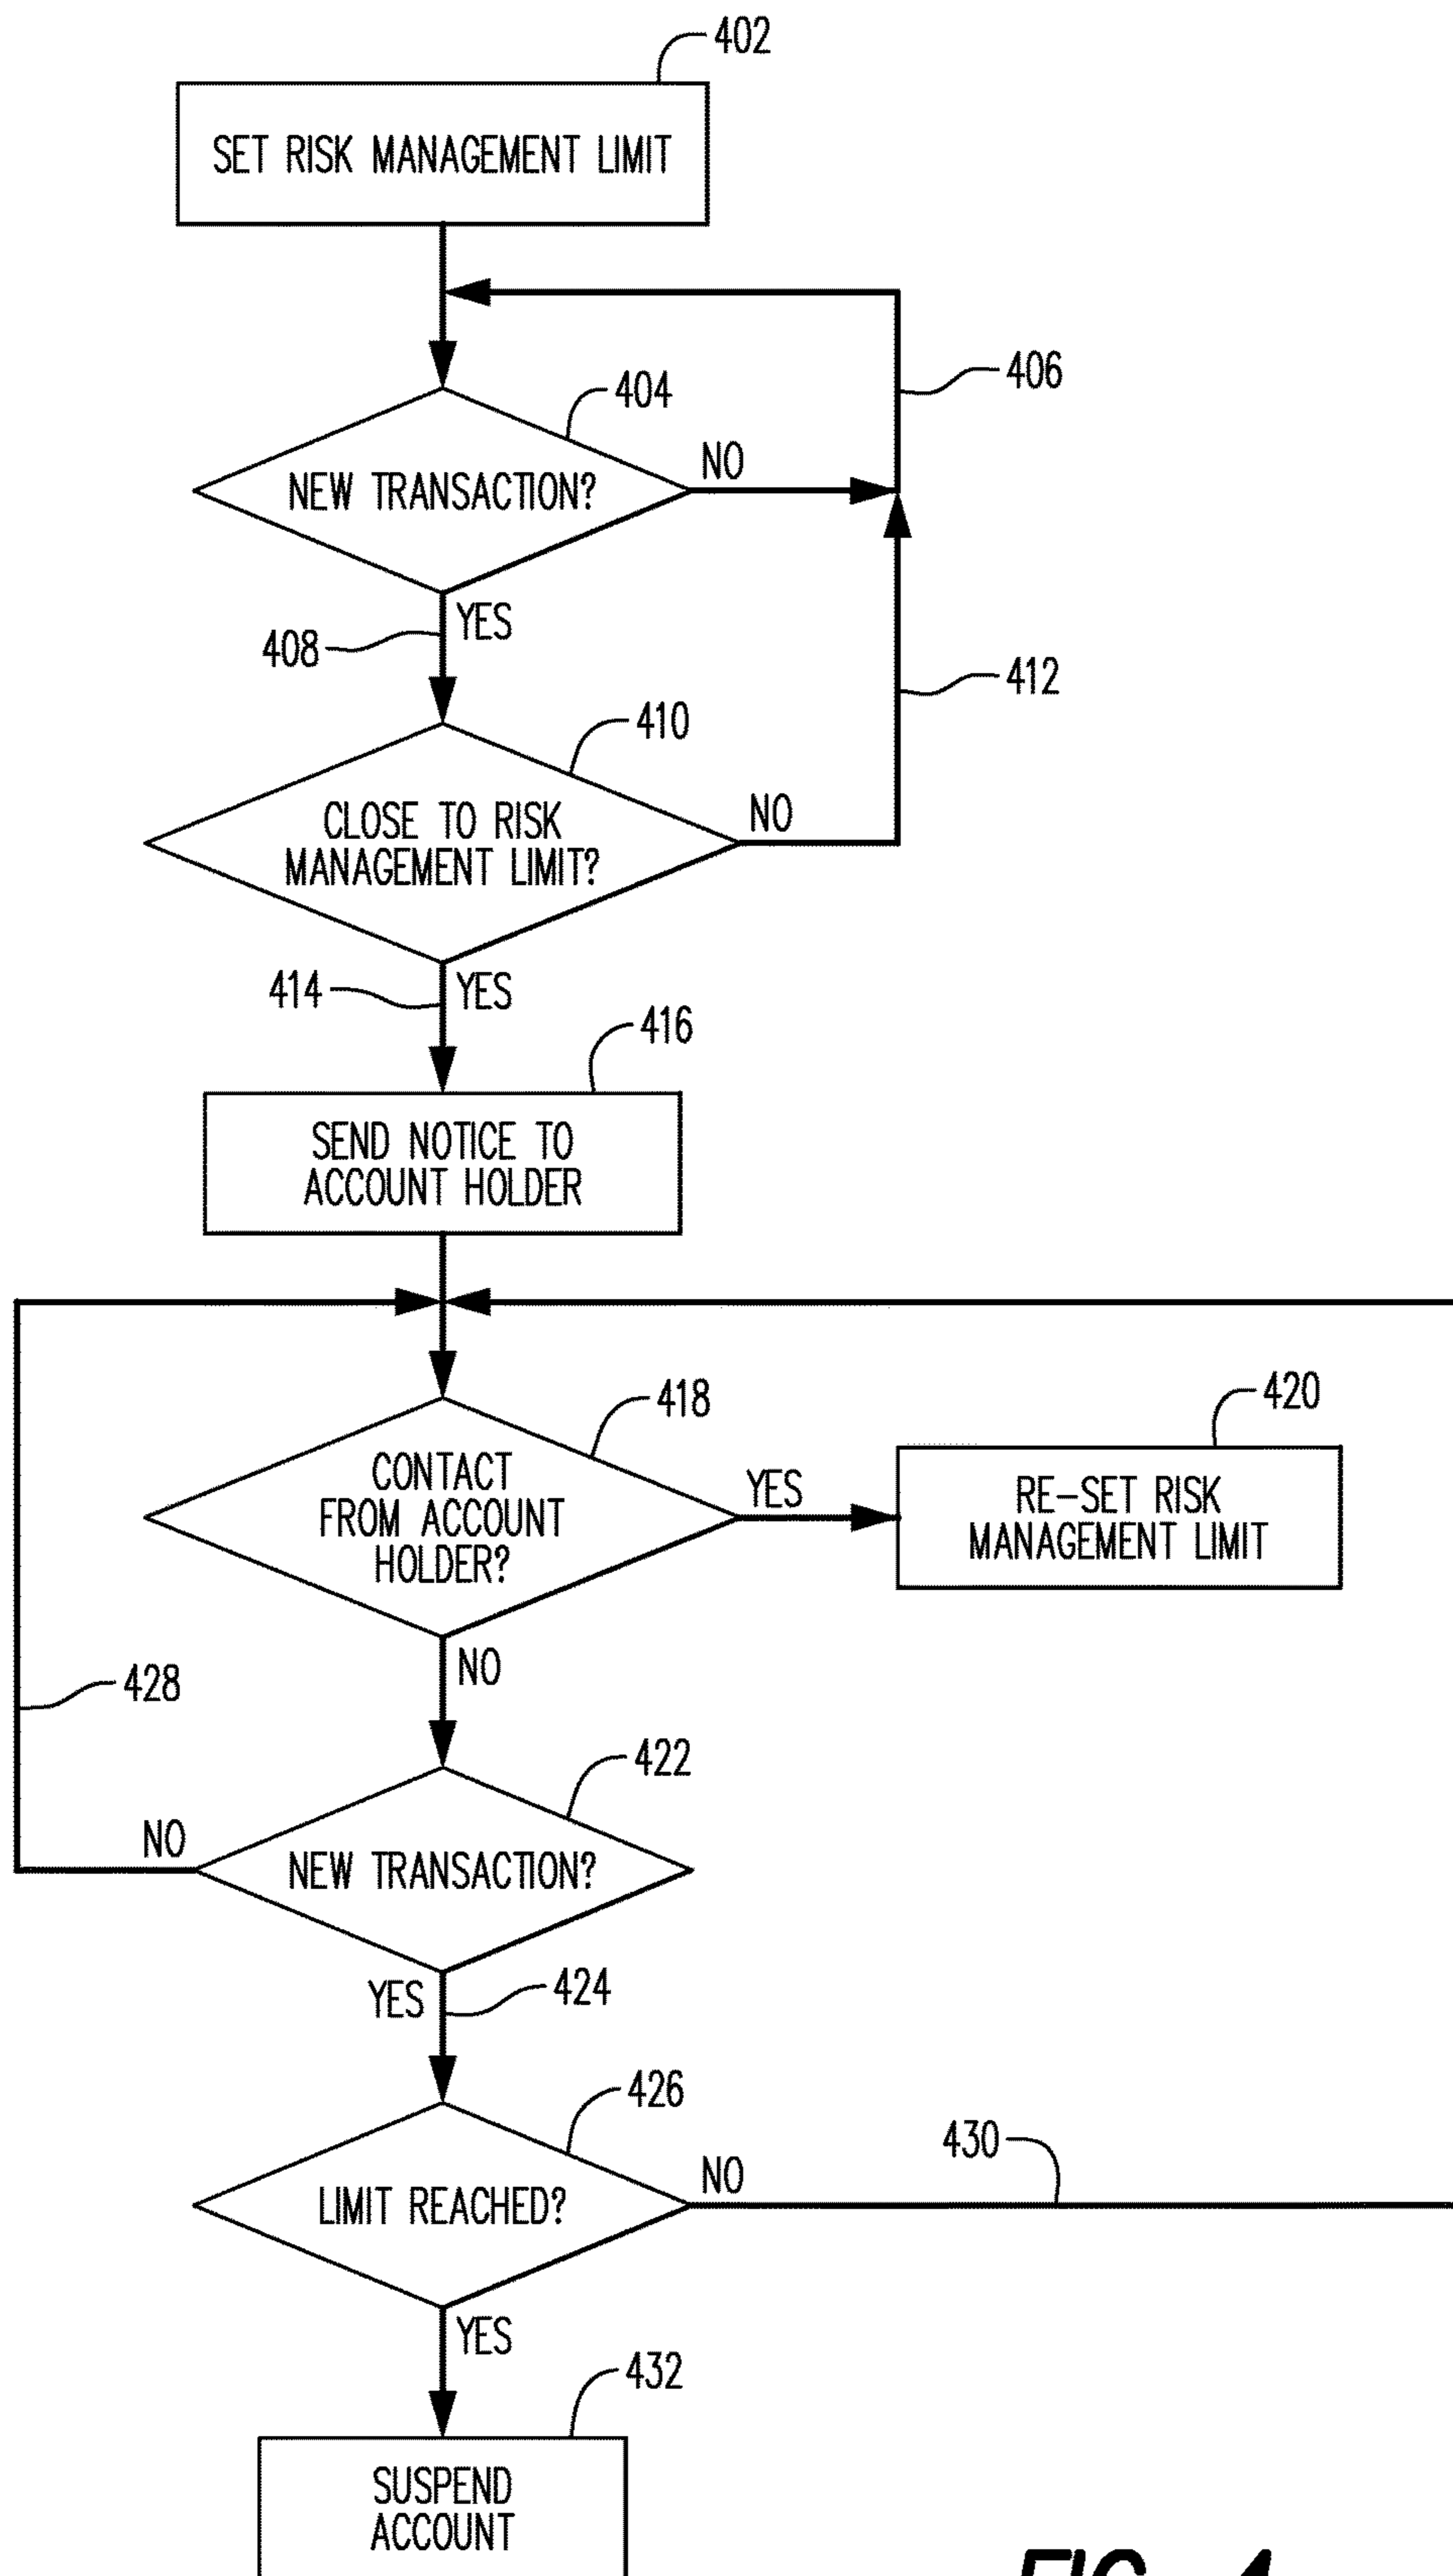 402
SET RISK MANAGEMENT LIMIT
406
404
NEW TRANSACTION?
NO
YES
408
412
410
CLOSE TO RISK
MANAGEMENT LIMIT?
NO
414
YES
416
SEND NOTICE TO
ACCOUNT HOLDER
418
420
CONTACT
FROM ACCOUNT
HOLDER?
YES
RE-SET RISK
MANAGEMENT LIMIT
NO
428
422
NO
NEW TRANSACTION?
YES
424
426
430
NO
LIMIT REACHED?
YES
432
SUSPEND
ACCOUNT
FIG. 4